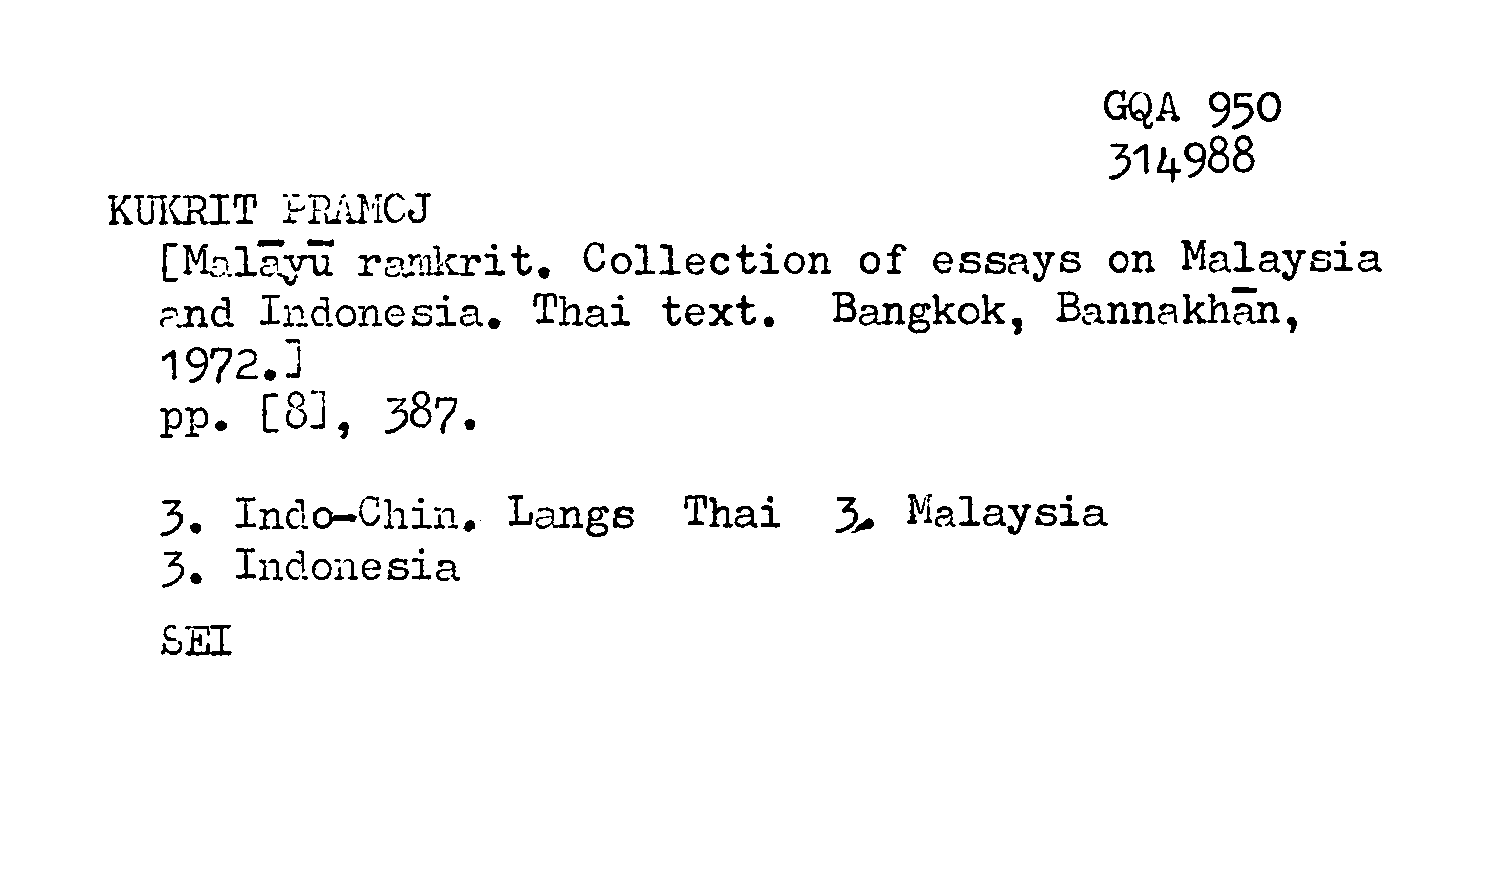 GQA 950
314988
KUKRIT PRAMOJ
[Malāyū ramkrit. Collection of essays on Malaysia
and Indonesia. Thai text. Bangkok, Bannakhān,
1972.]
pp. [8], 387.
3. Indo-Chin. Langs Thai 3. Malaysia
3. Indonesia
SEI